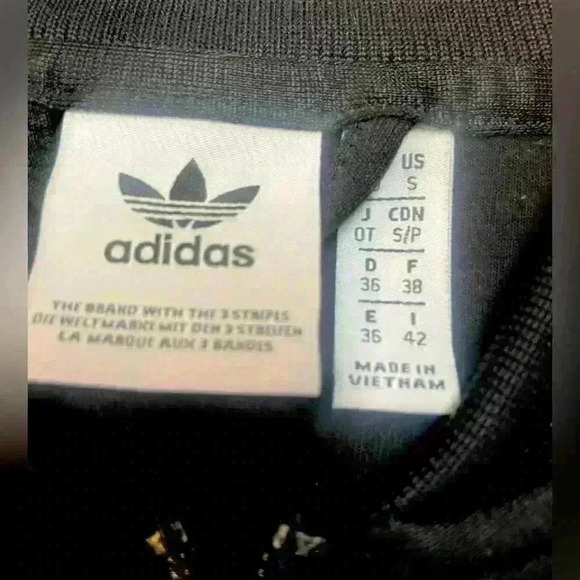 adidas
THE BRAND WITH THE 3 STRIPES
DIE WELTMARKE MIT DEN 3 STREIFEN
LA MARQUE AUX 3 BANDES
US
S
J CDN
OT S/P
D F
36 38
E I
36 42
MADE IN
VIETNAM